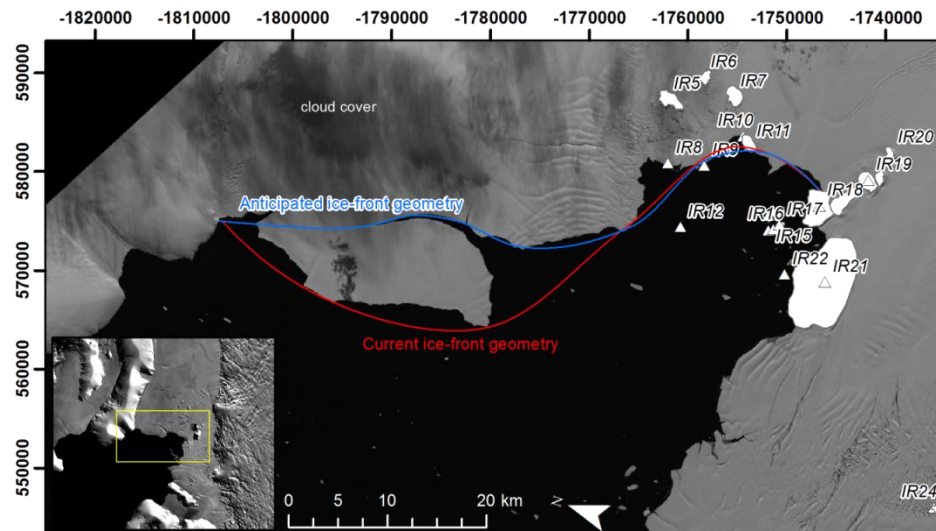 -1820000 -1810000 -1800000 -1790000 -1780000 -1770000 -1760000 -1750000 -1740000
590000
580000
570000
560000
550000
cloud cover
IR6
IR5
IR7
IR10
IR11
IR20
IR8
IR9
IR19
Anticipated ice-front geometry
IR18
IR12
IR16
IR17
IR15
IR22
IR21
Current ice-front geometry
IR24
0 5 10 20 km
N